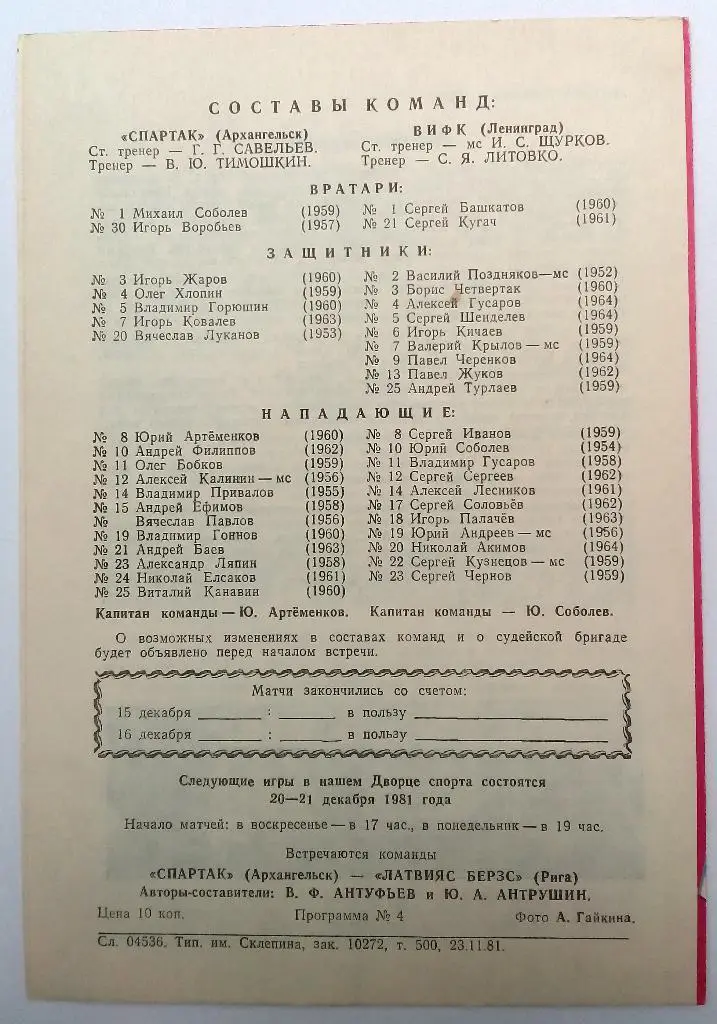 СОСТАВЫ КОМАНД:
«СПАРТАК» (Архангельск) ВИФК (Ленинград)
Ст. тренер — Г. Г. САВЕЛЬЕВ. Ст. тренер — мс И. С. ЩУРКОВ.
Тренер — В. Ю. ТИМОШКИН. Тренер — С. Я. ЛИТОВКО.
ВРАТАРИ:
№ 1 Михаил Соболев (1959) № 1 Сергей Башкатов (1960)
№ 30 Игорь Воробьев (1957) № 21 Сергей Кугач (1961)
ЗАЩИТНИКИ:
№ 3 Игорь Жаров (1960) № 2 Василий Поздняков—мс (1952)
№ 4 Олег Хлопин (1959) № 3 Борис Четвертак (1960)
№ 5 Владимир Горюшин (1960) № 4 Алексей Гусаров (1964)
№ 7 Игорь Ковалев (1963) № 5 Сергей Шенделев (1964)
№ 20 Вячеслав Луканов (1953) № 6 Игорь Кичаев (1959)
№ 7 Валерий Крылов — мс (1959)
№ 9 Павел Черенков (1964)
№ 13 Павел Жуков (1962)
№ 25 Андрей Турлаев (1959)
НАПАДАЮЩИЕ:
№ 8 Юрий Артёменков (1960) № 8 Сергей Иванов (1959)
№ 10 Андрей Филиппов (1962) № 10 Юрий Соболев (1954)
№ 11 Олег Бобков (1959) № 11 Владимир Гусаров (1958)
№ 12 Алексей Калинин — мс (1956) № 12 Сергей Сергеев (1962)
№ 14 Владимир Привалов (1955) № 14 Алексей Лесников (1961)
№ 15 Андрей Ефимов (1958) № 17 Сергей Соловьёв (1962)
№ Вячеслав Павлов (1956) № 18 Игорь Палачёв (1963)
№ 19 Владимир Гоннов (1960) № 19 Юрий Андреев — мс (1956)
№ 21 Андрей Баев (1963) № 20 Николай Акимов (1964)
№ 23 Александр Ляпин (1958) № 22 Сергей Кузнецов — мс (1959)
№ 24 Николай Елсаков (1961) № 23 Сергей Чернов (1959)
№ 25 Виталий Канавин (1960)
Капитан команды — Ю. Артёменков. Капитан команды — Ю. Соболев.
О возможных изменениях в составах команд и о судейской бригаде
будет объявлено перед началом встречи.
Матчи закончились со счетом:
15 декабря ______ : ______ в пользу ______
16 декабря ______ : ______ в пользу ______
Следующие игры в нашем Дворце спорта состоятся
20—21 декабря 1981 года
Начало матчей: в воскресенье — в 17 час., в понедельник — в 19 час.
Встречаются команды
«СПАРТАК» (Архангельск) — «ЛАТВИЯС БЕРЗС» (Рига)
Авторы-составители: В. Ф. АНТУФЬЕВ и Ю. А. АНТРУШИН.
Цена 10 коп. Программа № 4 Фото А. Гайкина.
Сл. 04536. Тип. им. Склепина, зак. 10272, т. 500, 23.11.81.